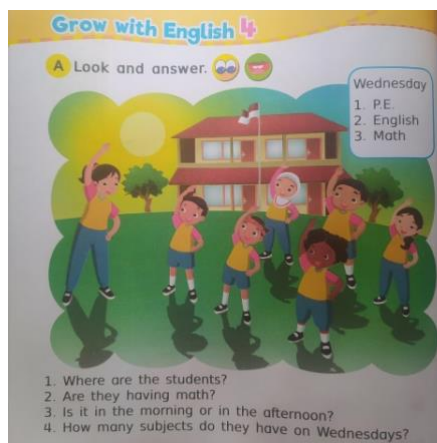 Grow with English 4
A Look and answer.
Wednesday
1. P.E.
2. English
3. Math
1. Where are the students?
2. Are they having math?
3. Is it in the morning or in the afternoon?
4. How many subjects do they have on Wednesdays?